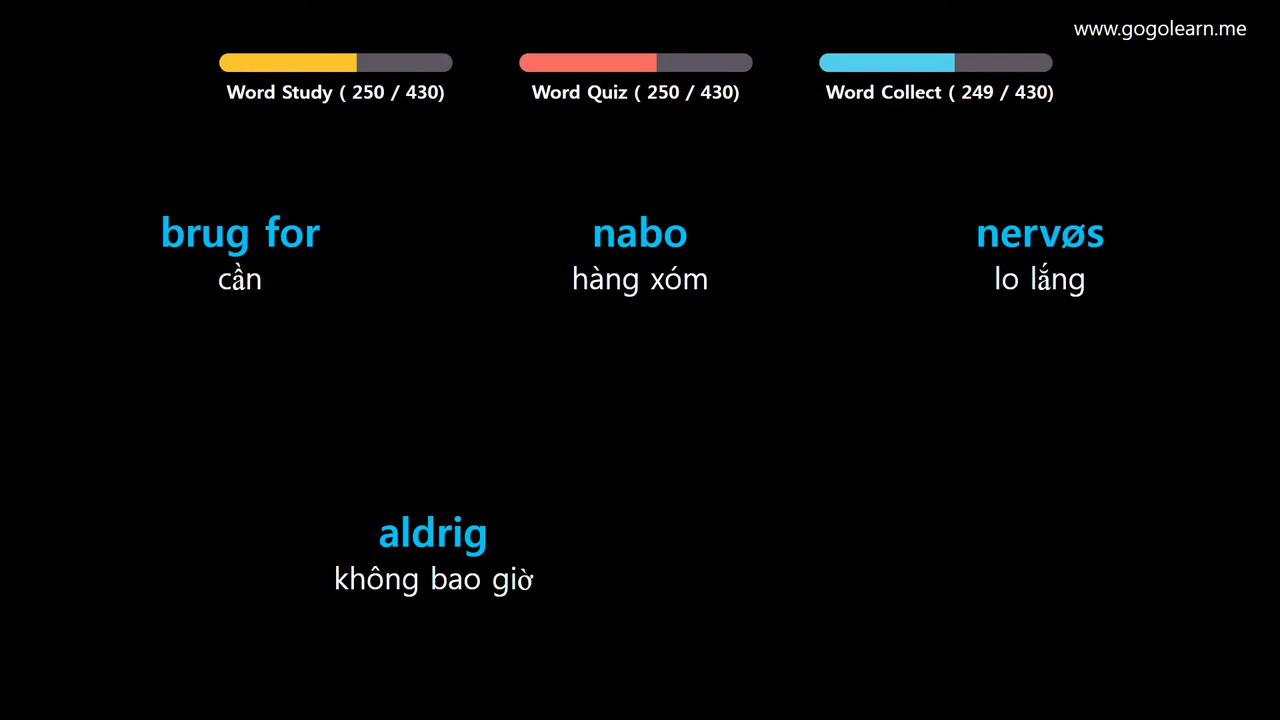 www.gogolearn.me
Word Study ( 250 / 430)
Word Quiz ( 250 / 430)
Word Collect ( 249 / 430)
brug for
cần
nabo
hàng xóm
nervøs
lo lắng
aldrig
không bao giờ